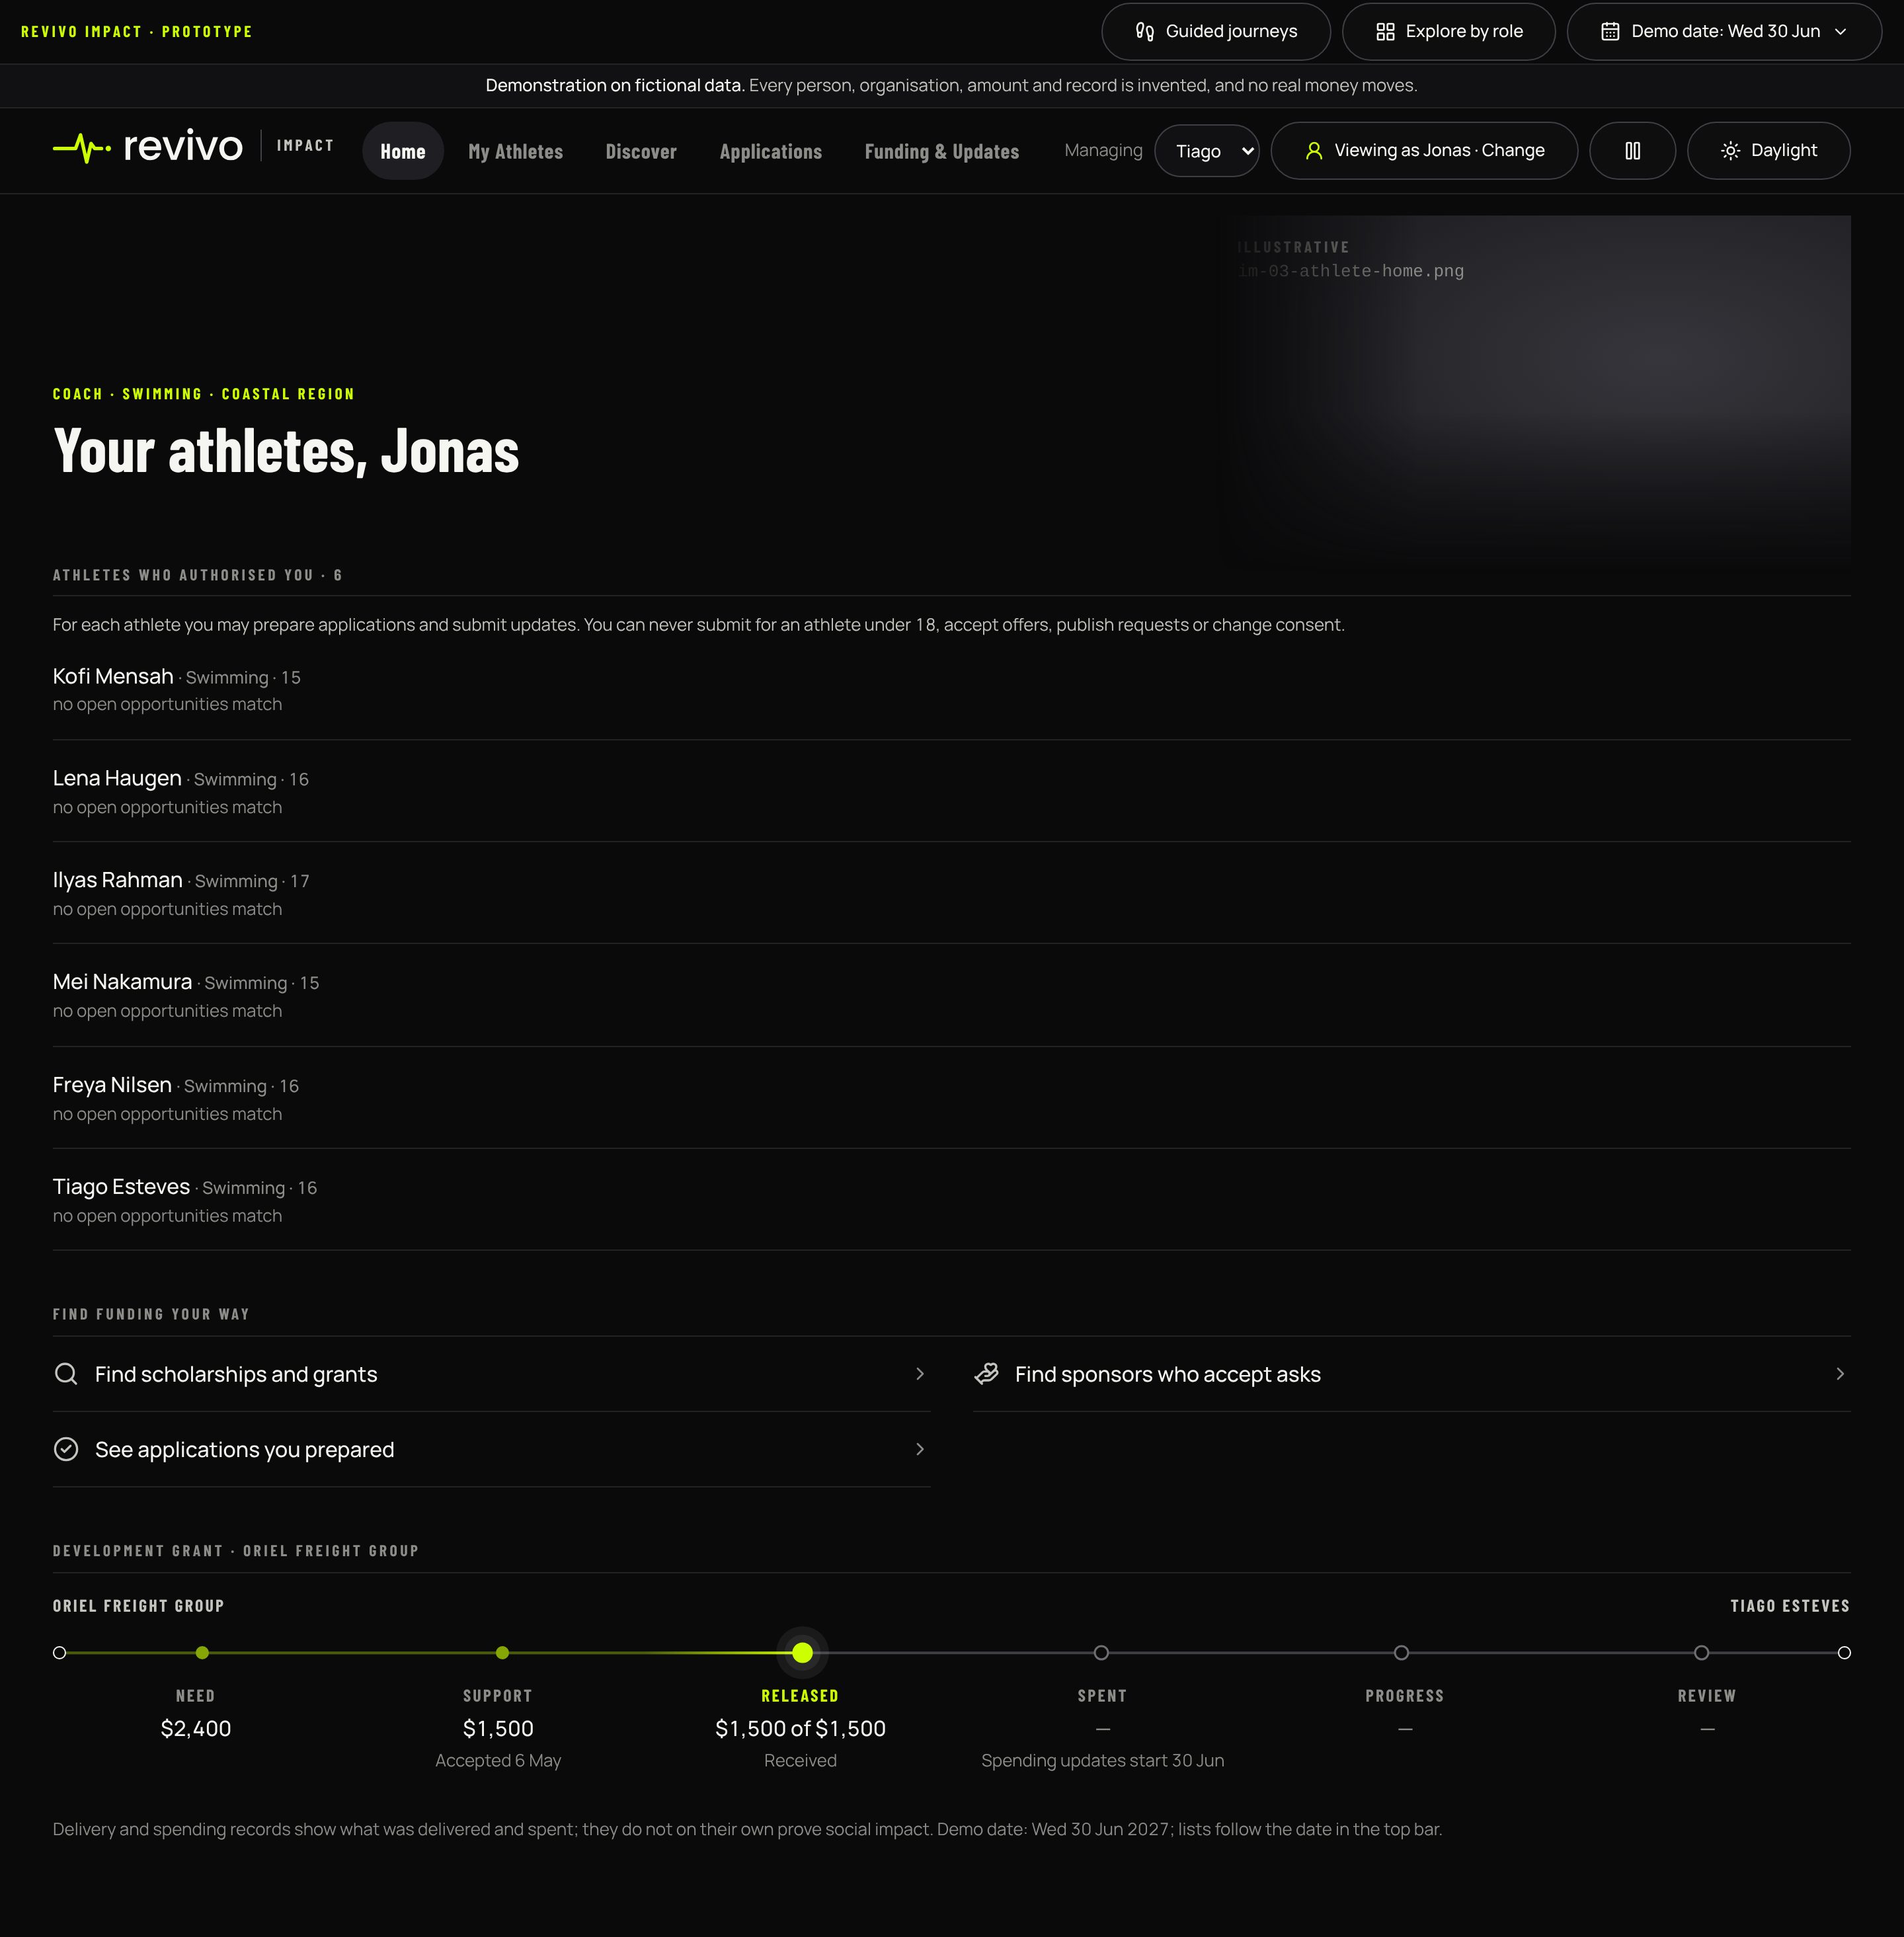 REVIVO IMPACT · PROTOTYPE
Guided journeys
Explore by role
Demo date: Wed 30 Jun
Demonstration on fictional data. Every person, organisation, amount and record is invented, and no real money moves.
revivo
IMPACT
Home
My Athletes
Discover
Applications
Funding & Updates
Managing
Tiago
Viewing as Jonas · Change
Daylight
ILLUSTRATIVE
im-03-athlete-home.png
COACH · SWIMMING · COASTAL REGION
Your athletes, Jonas
ATHLETES WHO AUTHORISED YOU · 6
For each athlete you may prepare applications and submit updates. You can never submit for an athlete under 18, accept offers, publish requests or change consent.
Kofi Mensah · Swimming · 15
no open opportunities match
Lena Haugen · Swimming · 16
no open opportunities match
Ilyas Rahman · Swimming · 17
no open opportunities match
Mei Nakamura · Swimming · 15
no open opportunities match
Freya Nilsen · Swimming · 16
no open opportunities match
Tiago Esteves · Swimming · 16
no open opportunities match
FIND FUNDING YOUR WAY
Find scholarships and grants
Find sponsors who accept asks
See applications you prepared
DEVELOPMENT GRANT · ORIEL FREIGHT GROUP
ORIEL FREIGHT GROUP
TIAGO ESTEVES
NEED
$2,400
SUPPORT
$1,500
Accepted 6 May
RELEASED
$1,500 of $1,500
Received
SPENT
—
Spending updates start 30 Jun
PROGRESS
—
REVIEW
—
Delivery and spending records show what was delivered and spent; they do not on their own prove social impact. Demo date: Wed 30 Jun 2027; lists follow the date in the top bar.